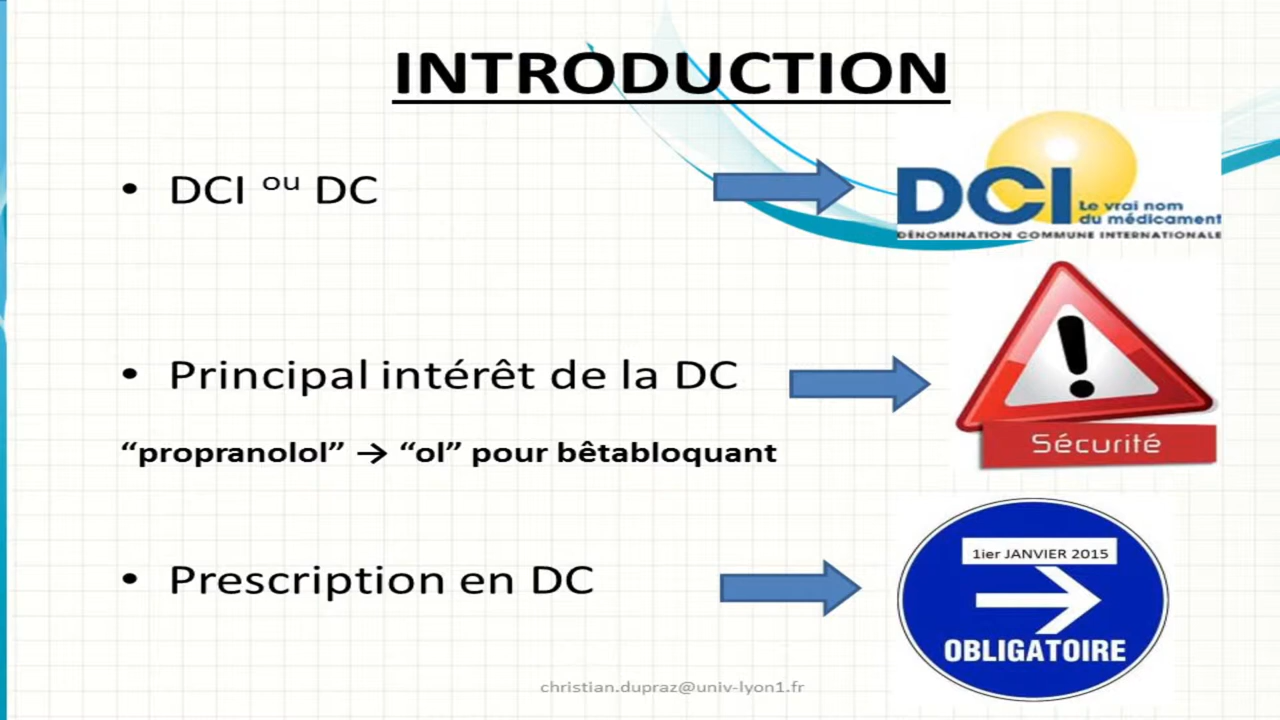 INTRODUCTION
• DCI ou DC
DCI Le vrai nom
du médicament
DÉNOMINATION COMMUNE INTERNATIONALE
• Principal intérêt de la DC
Sécurité
“propranolol” → “ol” pour bêtabloquant
1ier JANVIER 2015
• Prescription en DC
OBLIGATOIRE
christian.dupraz@univ-lyon1.fr